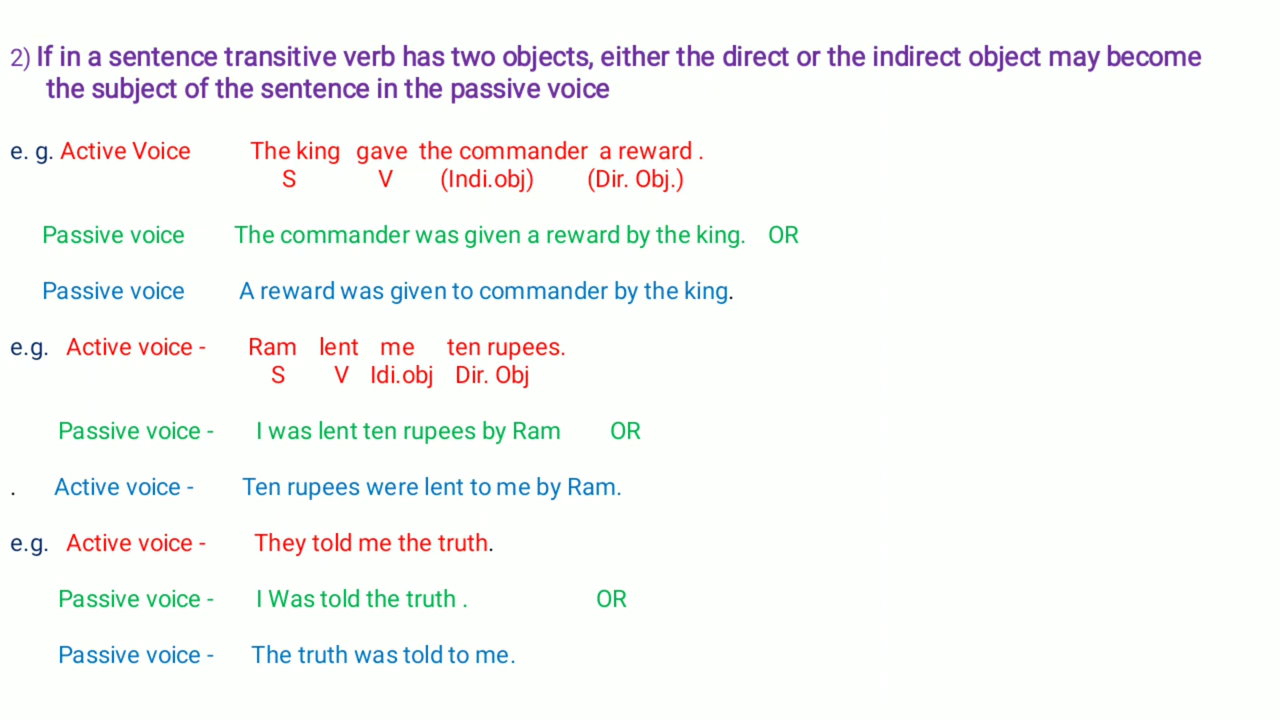 2) If in a sentence transitive verb has two objects, either the direct or the indirect object may become
the subject of the sentence in the passive voice
e. g. Active Voice The king gave the commander a reward .
S V (Indi.obj) (Dir. Obj.)
Passive voice The commander was given a reward by the king. OR
Passive voice A reward was given to commander by the king.
e.g. Active voice - Ram lent me ten rupees.
S V Idi.obj Dir. Obj
Passive voice - I was lent ten rupees by Ram OR
. Active voice - Ten rupees were lent to me by Ram.
e.g. Active voice - They told me the truth.
Passive voice - I Was told the truth . OR
Passive voice - The truth was told to me.